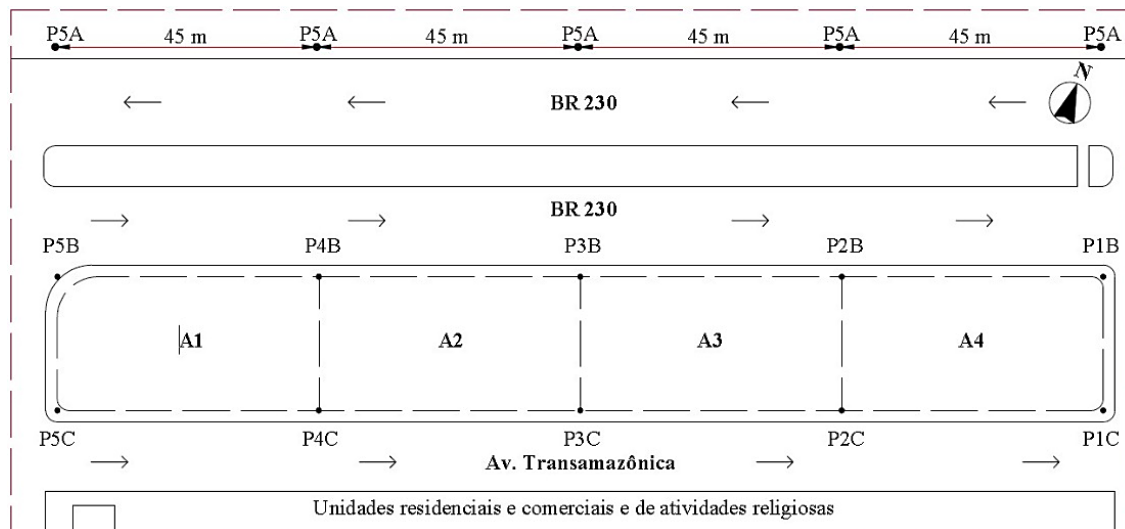 P5A 45 m P5A 45 m P5A 45 m P5A 45 m P5A
N
BR 230
BR 230
P5B P4B P3B P2B P1B
A1 A2 A3 A4
P5C P4C P3C P2C P1C
Av. Transamazônica
Unidades residenciais e comerciais e de atividades religiosas